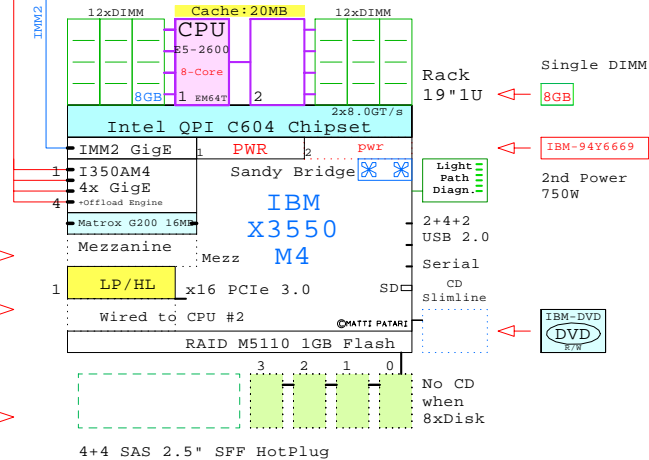 12xDIMM
Cache:20MB
12xDIMM
IMM2
CPU
E5-2600
8-Core
8GB
1 EM64T
2
Rack
19"1U
Single DIMM
8GB
2x8.0GT/s
Intel QPI C604 Chipset
IMM2 GigE
1
PWR
2
pwr
IBM-94Y6669
1
I350AM4
4x GigE
4
+Offload Engine
Sandy Bridge
Light
Path
Diagn.
2nd Power
750W
Matrox G200 16MB
IBM
X3550
M4
2+4+2
USB 2.0
Mezzanine
Mezz
Serial
1
LP/HL
x16 PCIe 3.0
SD
CD
Slimline
Wired to CPU #2
©MATTI PATARI
IBM-DVD
DVD
R/W
RAID M5110 1GB Flash
3
2
1
0
No CD
when
8xDisk
4+4 SAS 2.5" SFF HotPlug